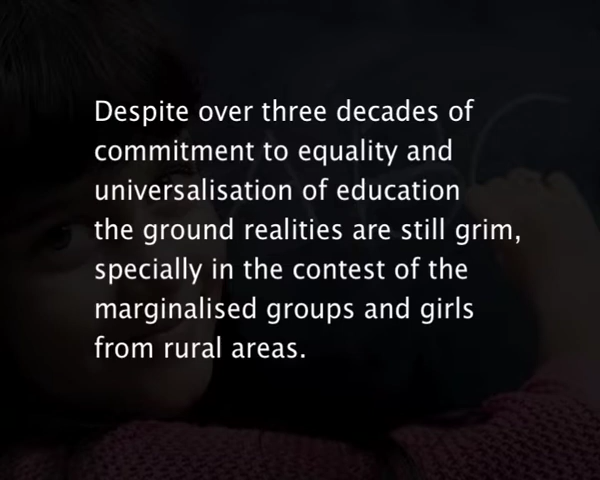 Despite over three decades of
commitment to equality and
universalisation of education
the ground realities are still grim,
specially in the contest of the
marginalised groups and girls
from rural areas.